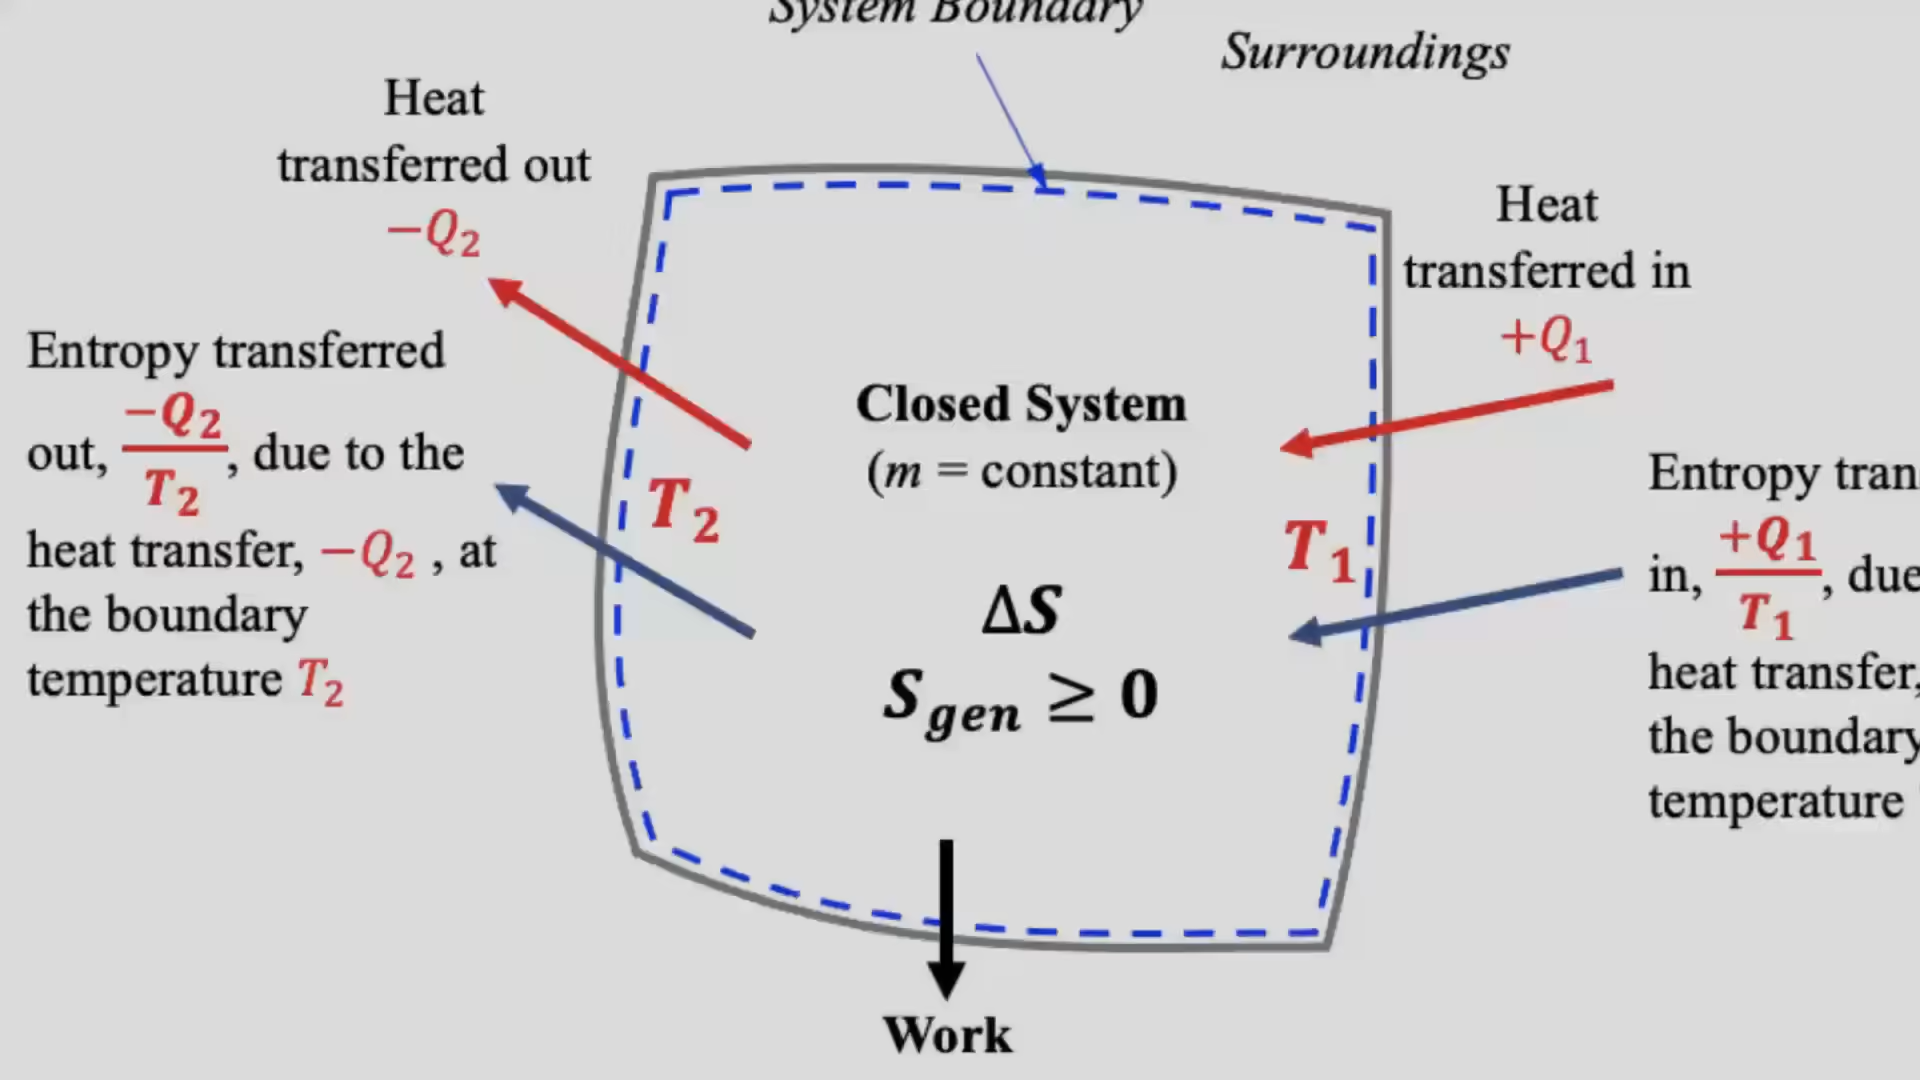 System Boundary
Surroundings
Heat
transferred out
−Q₂
Heat
transferred in
+Q₁
Entropy transferred
out, −Q₂/T₂, due to the
heat transfer, −Q₂ , at
the boundary
temperature T₂
T₂
Closed System
(m = constant)
ΔS
S_gen ≥ 0
T₁
Entropy
in, +Q₁/T₁, due
heat transfer,
the boundary
temperature
Work